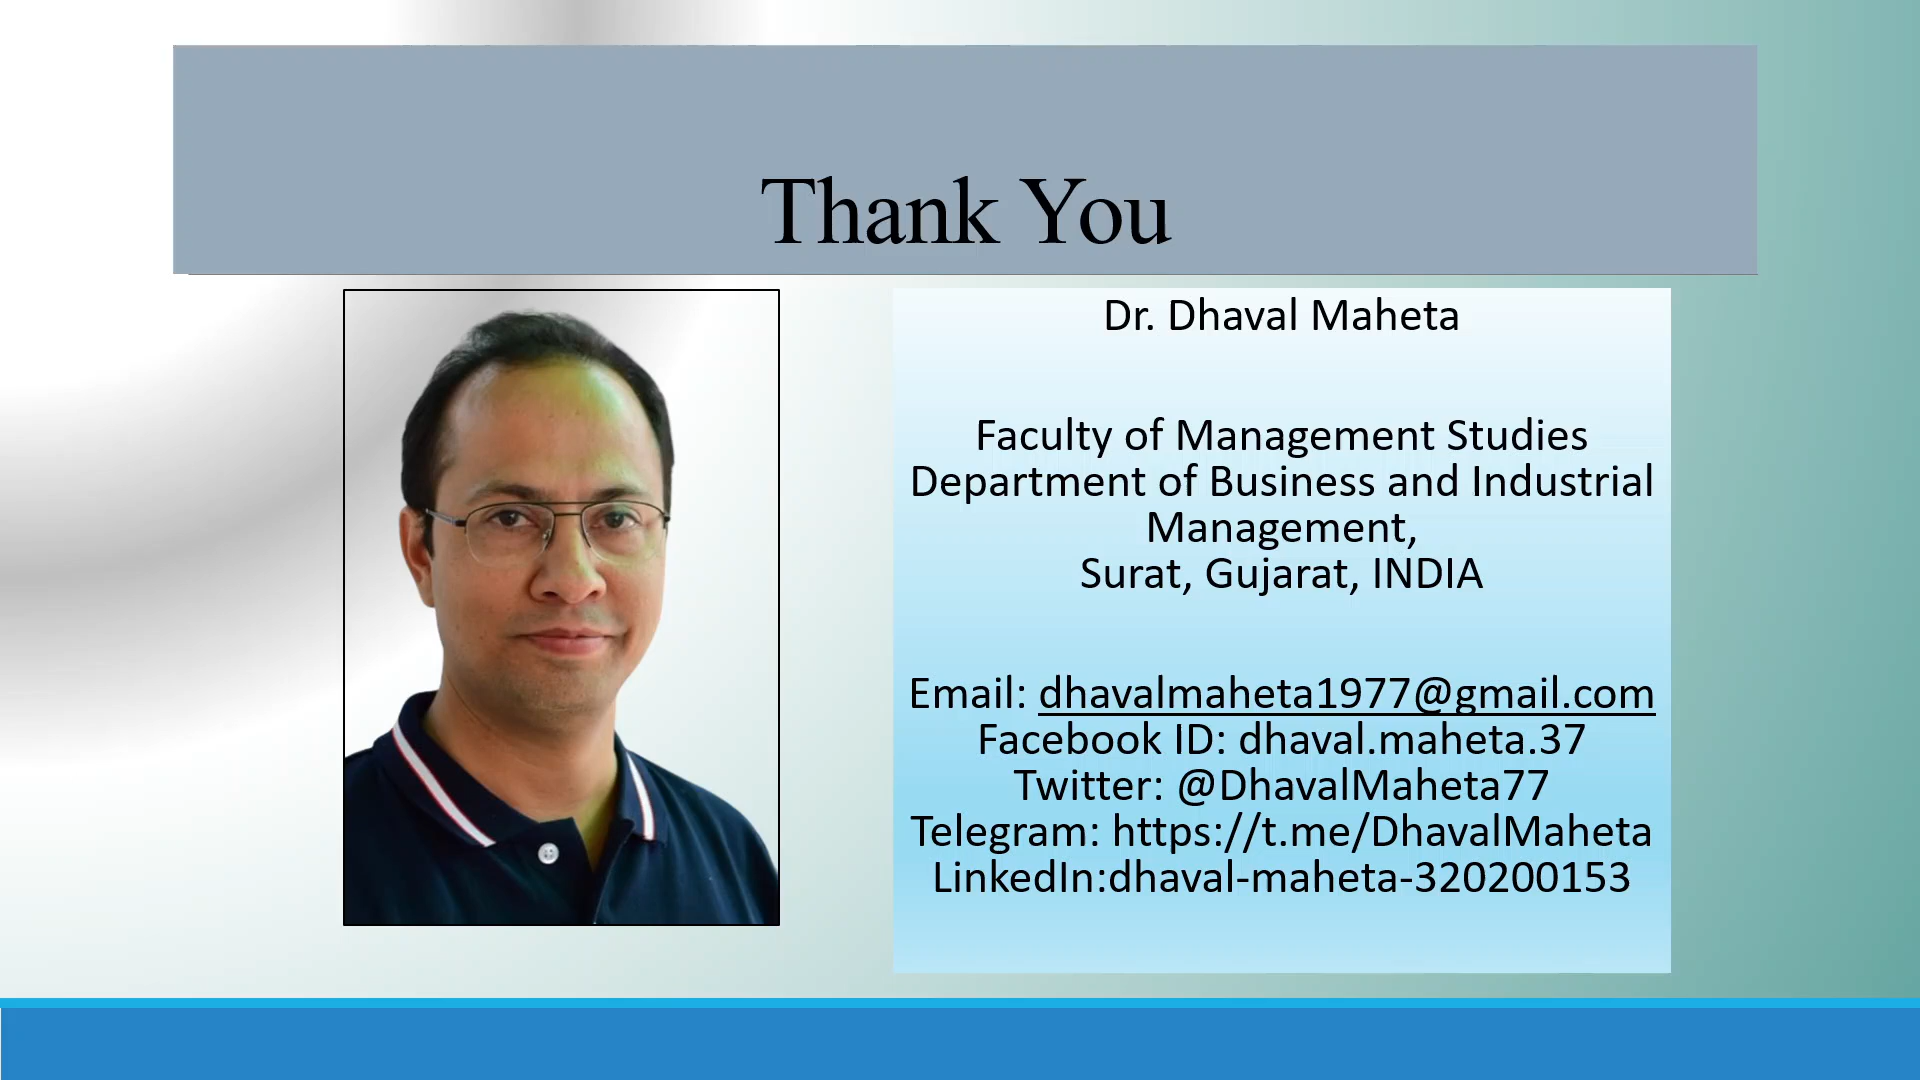 Thank You
Dr. Dhaval Maheta
Faculty of Management Studies
Department of Business and Industrial
Management,
Surat, Gujarat, INDIA
Email: dhavalmaheta1977@gmail.com
Facebook ID: dhaval.maheta.37
Twitter: @DhavalMaheta77
Telegram: https://t.me/DhavalMaheta
LinkedIn:dhaval-maheta-320200153